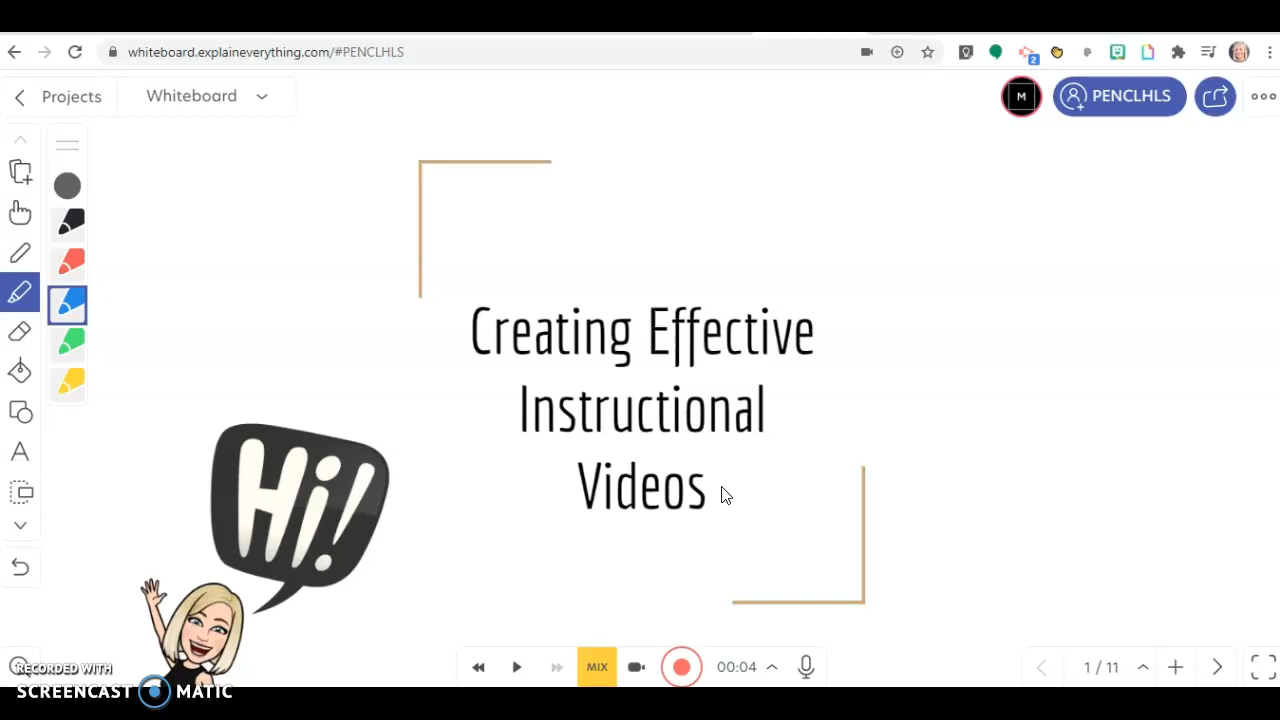 whiteboard.explaineverything.com/#PENCLHLS
2
Projects
Whiteboard
M
PENCLHLS
Creating Effective
Instructional
Videos
Hi!
A
RECORDED WITH
SCREENCAST MATIC
MIX
00:04
1 / 11